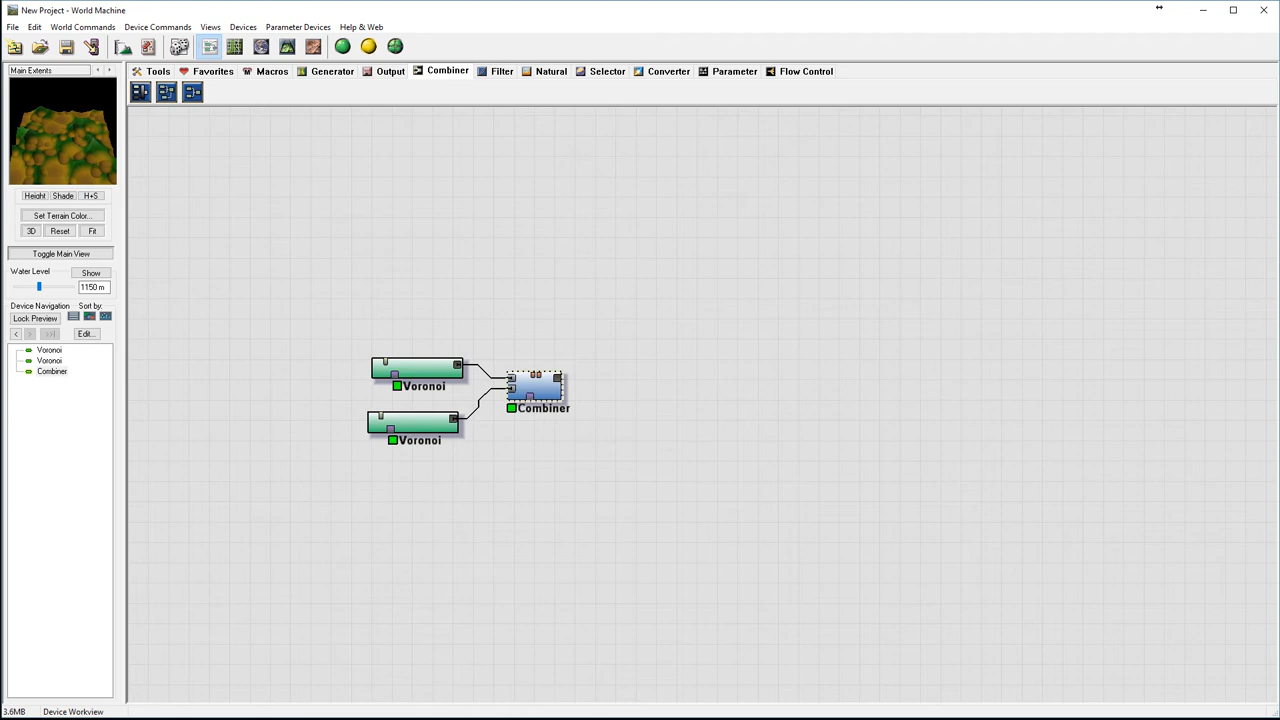 New Project - World Machine
File Edit World Commands Device Commands Views Devices Parameter Devices Help & Web
Main Extents
Tools Favorites Macros Generator Output Combiner Filter Natural Selector Converter Parameter Flow Control
Height Shade H+S
Set Terrain Color...
3D Reset Fit
Toggle Main View
Water Level Show
1150 m
Device Navigation Sort by:
Lock Preview
< > >>| Edit...
Voronoi
Voronoi
Combiner
Voronoi
Combiner
Voronoi
3.6MB Device Workview